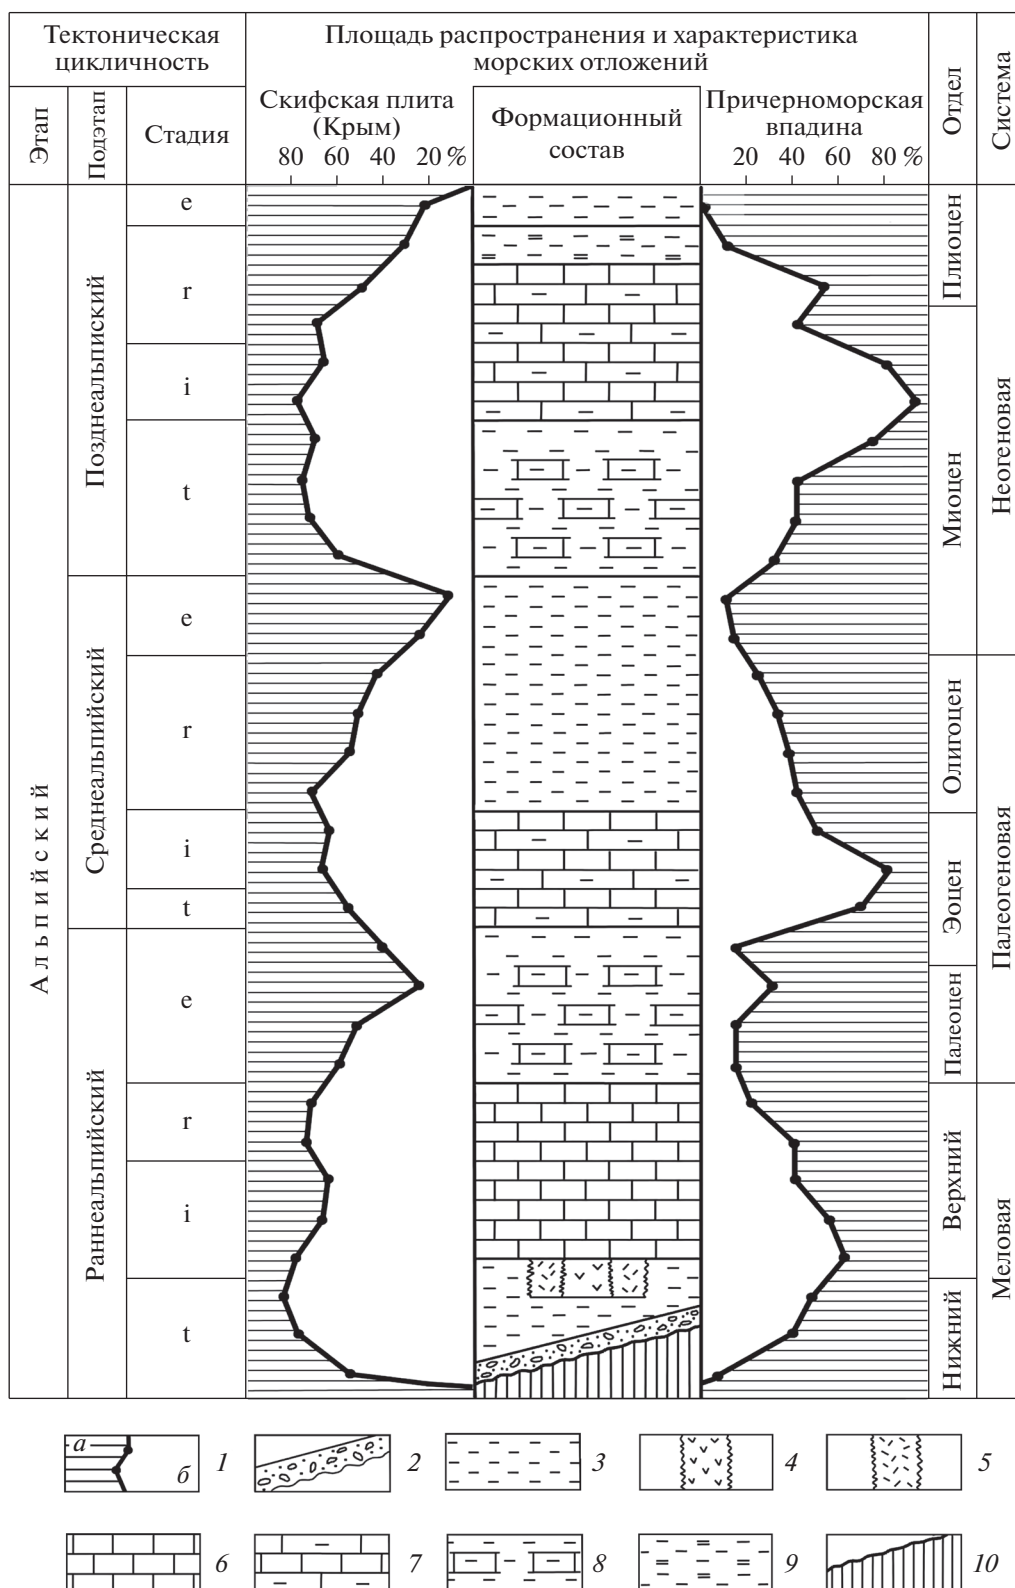 Тектоническая
цикличность
Площадь распространения и характеристика
морских отложений
Отдел
Система
Этап
Подэтап
Стадия
Скифская плита
(Крым)
80 60 40 20 %
Формационный
состав
Причерноморская
впадина
20 40 60 80 %
Альпийский
Позднеальпиский
e
r
i
t
Среднеальпийский
e
r
i
t
Раннеальпийский
e
r
i
t
Плиоцен
Миоцен
Олигоцен
Эоцен
Палеоцен
Верхний
Нижний
Неогеновая
Палеогеновая
Меловая
а
б
1
2
3
4
5
6
7
8
9
10